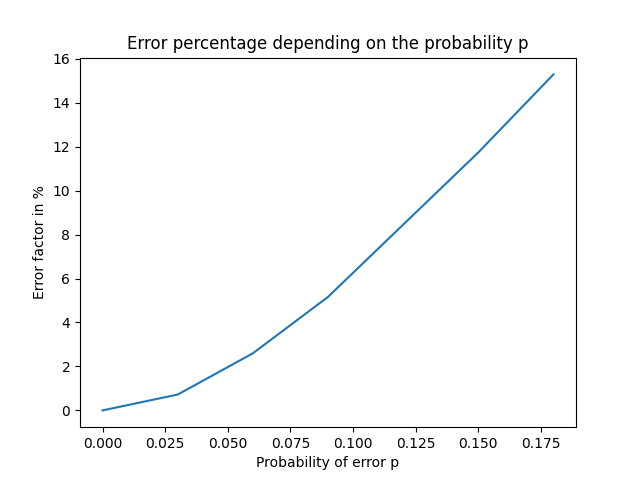 Error percentage depending on the probability p
16
14
12
10
8
6
4
2
0
Error factor in %
0.000 0.025 0.050 0.075 0.100 0.125 0.150 0.175
Probability of error p